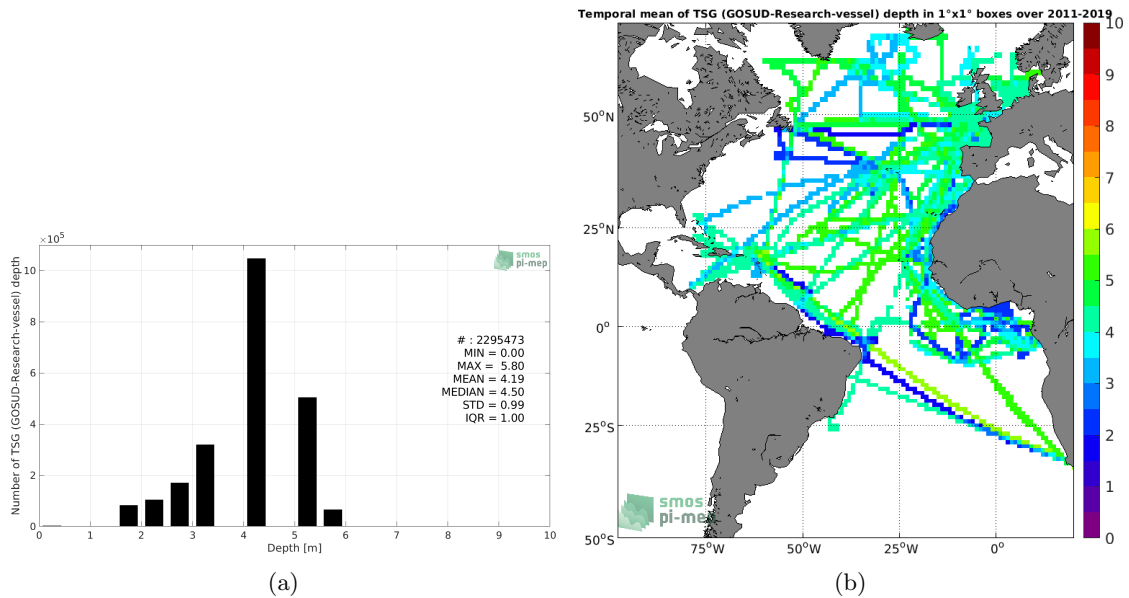 ×10⁵
10
8
6
4
2
0
Number of TSG (GOSUD-Research-vessel) depth
smos
pi-mep
# : 2295473
MIN = 0.00
MAX = 5.80
MEAN = 4.19
MEDIAN = 4.50
STD = 0.99
IQR = 1.00
0 1 2 3 4 5 6 7 8 9 10
Depth [m]
(a)
Temporal mean of TSG (GOSUD-Research-vessel) depth in 1°x1° boxes over 2011-2019
50°N
25°N
0°
25°S
50°S
75°W 50°W 25°W 0°
smos
pi-mep
10
9
8
7
6
5
4
3
2
1
0
(b)